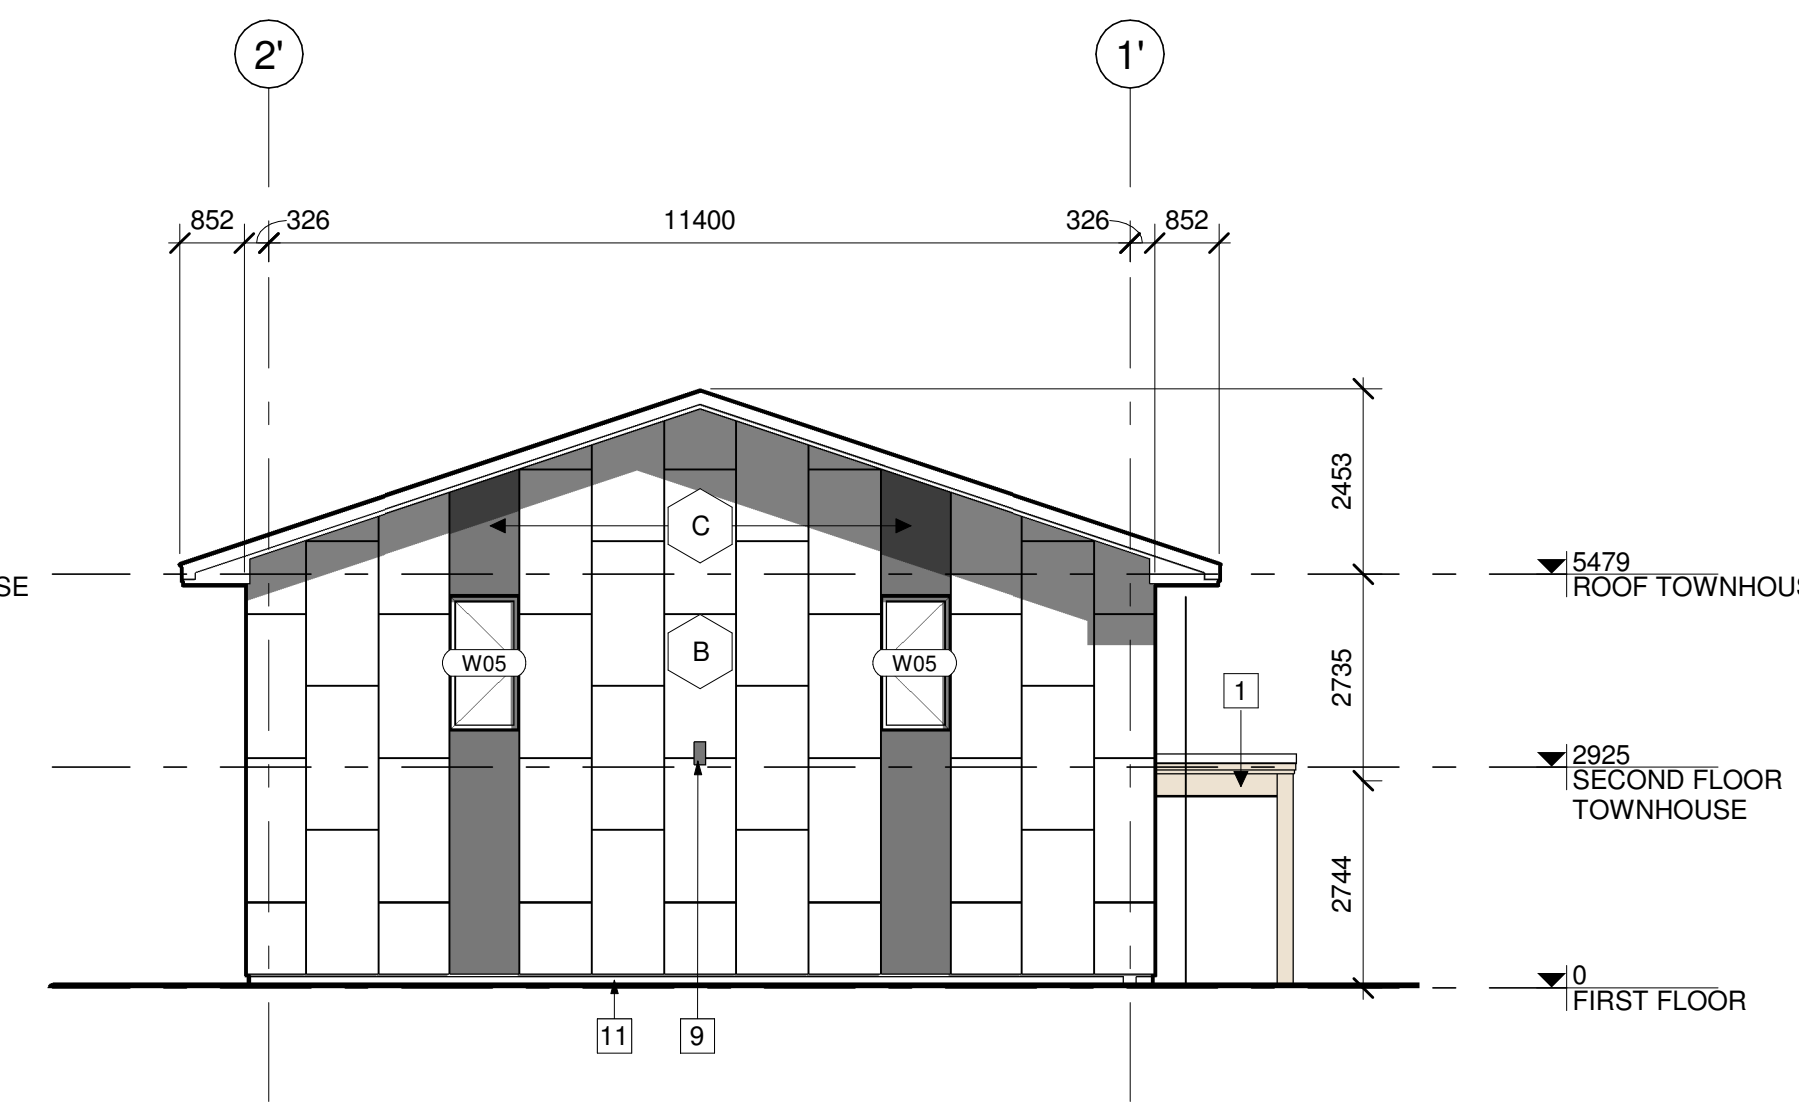 2'
1'
852
326
11400
326
852
2453
C
5479
ROOF TOWNHOUS
SE
B
W05
W05
2735
1
2925
SECOND FLOOR
TOWNHOUSE
2744
0
FIRST FLOOR
11
9